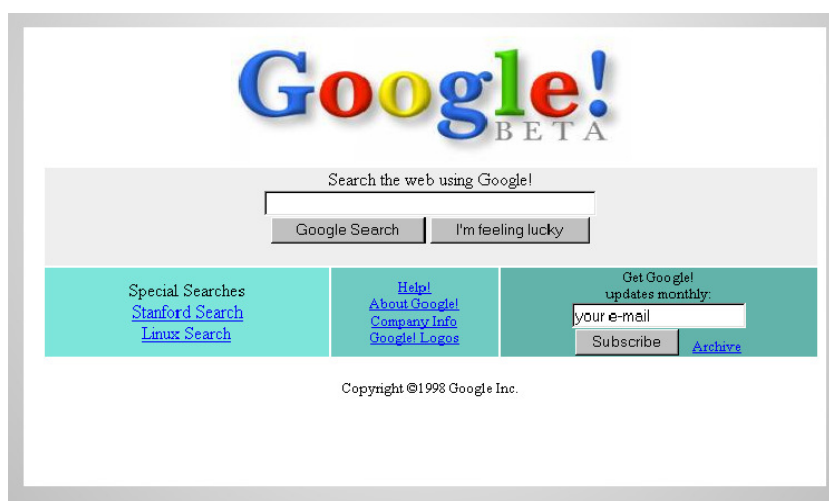 Google!
BETA
Search the web using Google!
Google Search
I'm feeling lucky
Special Searches
Stanford Search
Linux Search
Help!
About Google!
Company Info
Google! Logos
Get Google!
updates monthly:
your e-mail
Subscribe
Archive
Copyright ©1998 Google Inc.